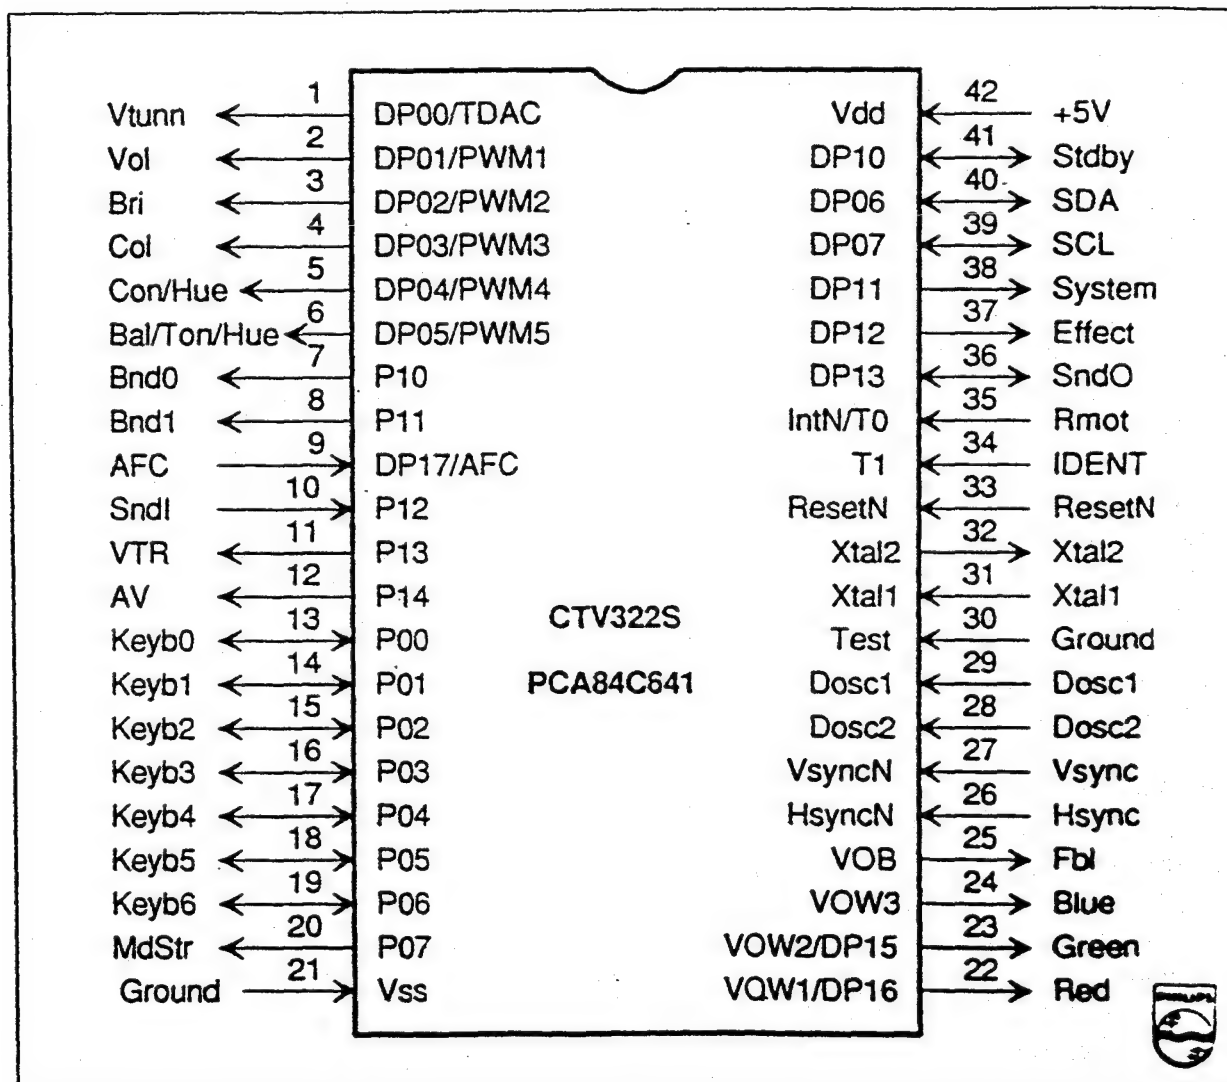 Vtunn 1 DP00/TDAC Vdd 42 +5V
Vol 2 DP01/PWM1 DP10 41 Stdby
Bri 3 DP02/PWM2 DP06 40 SDA
Col 4 DP03/PWM3 DP07 39 SCL
Con/Hue 5 DP04/PWM4 DP11 38 System
Bal/Ton/Hue 6 DP05/PWM5 DP12 37 Effect
Bnd0 7 P10 DP13 36 SndO
Bnd1 8 P11 IntN/T0 35 Rmot
AFC 9 DP17/AFC T1 34 IDENT
SndI 10 P12 ResetN 33 ResetN
VTR 11 P13 Xtal2 32 Xtal2
AV 12 P14 Xtal1 31 Xtal1
CTV322S
Keyb0 13 P00 Test 30 Ground
Keyb1 14 P01 PCA84C641 Dosc1 29 Dosc1
Keyb2 15 P02 Dosc2 28 Dosc2
Keyb3 16 P03 VsyncN 27 Vsync
Keyb4 17 P04 HsyncN 26 Hsync
Keyb5 18 P05 VOB 25 Fbl
Keyb6 19 P06 VOW3 24 Blue
MdStr 20 P07 VOW2/DP15 23 Green
Ground 21 Vss VOW1/DP16 22 Red
PHILIPS